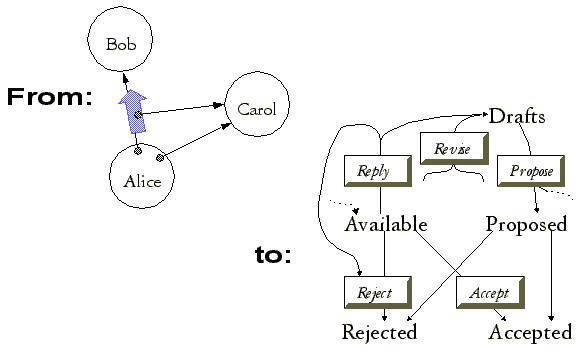 Bob
From:
Carol
Alice
Drafts
Revise
Reply
Propose
Available
Proposed
to:
Reject
Accept
Rejected
Accepted